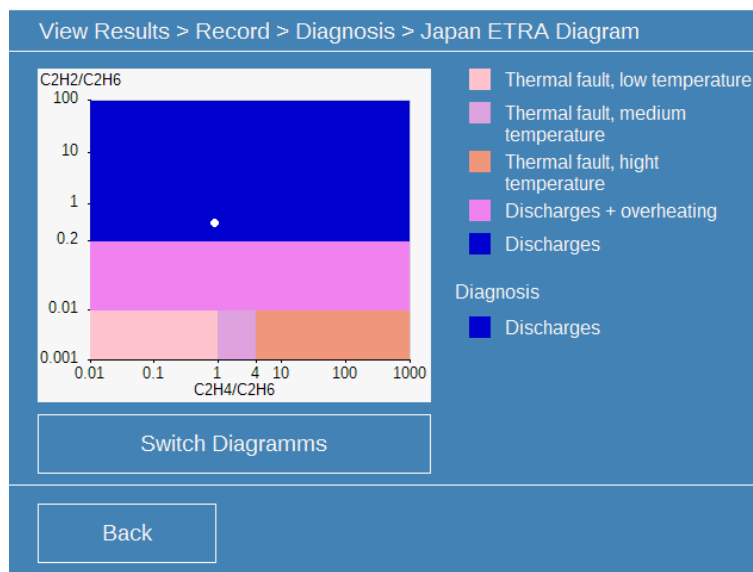 View Results > Record > Diagnosis > Japan ETRA Diagram
C2H2/C2H6
100
10
1
0.2
0.01
0.001
0.01 0.1 1 4 10 100 1000
C2H4/C2H6
Thermal fault, low temperature
Thermal fault, medium
temperature
Thermal fault, hight
temperature
Discharges + overheating
Discharges
Diagnosis
Discharges
Switch Diagramms
Back